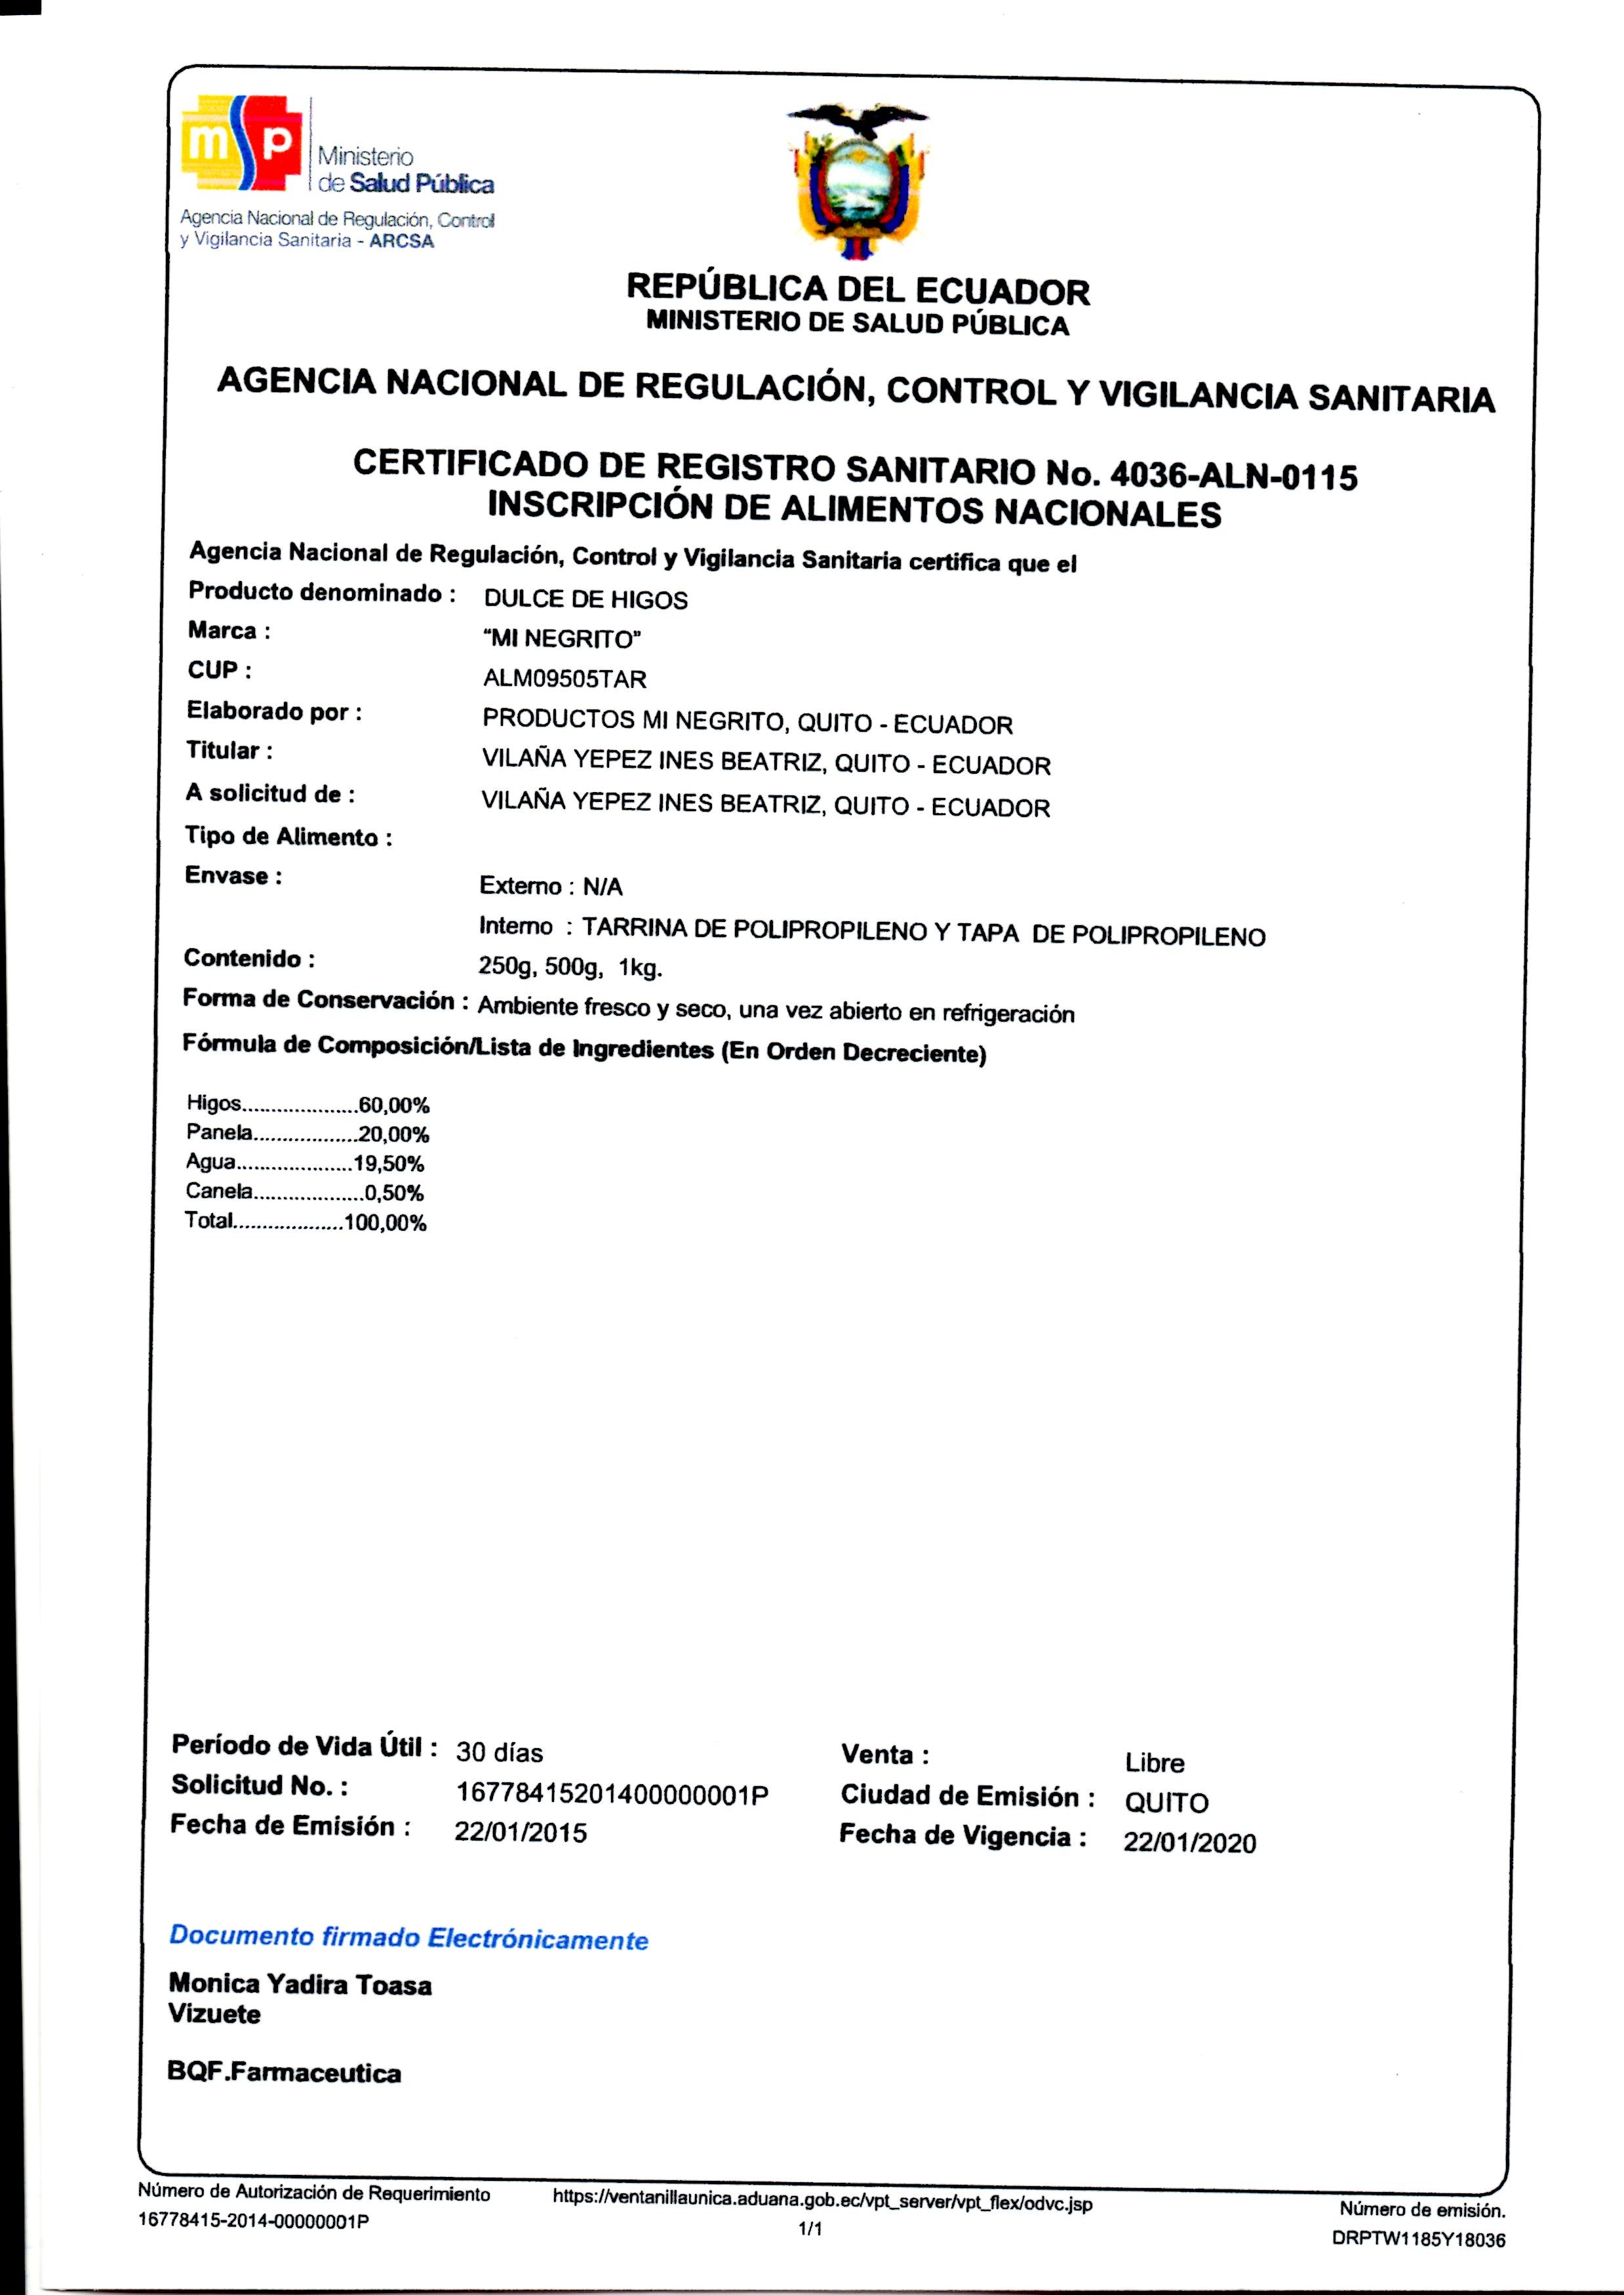 msp
Ministerio
de Salud Pública
Agencia Nacional de Regulación, Control
y Vigilancia Sanitaria - ARCSA
REPÚBLICA DEL ECUADOR
MINISTERIO DE SALUD PÚBLICA
AGENCIA NACIONAL DE REGULACIÓN, CONTROL Y VIGILANCIA SANITARIA
CERTIFICADO DE REGISTRO SANITARIO No. 4036-ALN-0115
INSCRIPCIÓN DE ALIMENTOS NACIONALES
Agencia Nacional de Regulación, Control y Vigilancia Sanitaria certifica que el
Producto denominado : DULCE DE HIGOS
Marca : “MI NEGRITO”
CUP : ALM09505TAR
Elaborado por : PRODUCTOS MI NEGRITO, QUITO - ECUADOR
Titular : VILAÑA YEPEZ INES BEATRIZ, QUITO - ECUADOR
A solicitud de : VILAÑA YEPEZ INES BEATRIZ, QUITO - ECUADOR
Tipo de Alimento :
Envase : Externo : N/A
Interno : TARRINA DE POLIPROPILENO Y TAPA DE POLIPROPILENO
Contenido : 250g, 500g, 1kg.
Forma de Conservación : Ambiente fresco y seco, una vez abierto en refrigeración
Fórmula de Composición/Lista de Ingredientes (En Orden Decreciente)
Higos....................60,00%
Panela..................20,00%
Agua....................19,50%
Canela...................0,50%
Total...................100,00%
Período de Vida Útil : 30 días Venta : Libre
Solicitud No. : 16778415201400000001P Ciudad de Emisión : QUITO
Fecha de Emisión : 22/01/2015 Fecha de Vigencia : 22/01/2020
Documento firmado Electrónicamente
Monica Yadira Toasa
Vizuete
BQF.Farmaceutica
Número de Autorización de Requerimiento https://ventanillaunica.aduana.gob.ec/vpt_server/vpt_flex/odvc.jsp Número de emisión.
16778415-2014-00000001P 1/1 DRPTW1185Y18036